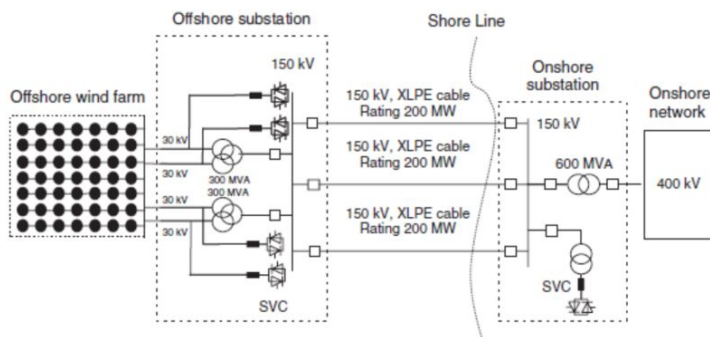 Offshore substation
Shore Line
150 kV
Onshore substation
Onshore network
Offshore wind farm
150 kV, XLPE cable
Rating 200 MW
150 kV
30 kV
150 kV, XLPE cable
Rating 200 MW
600 MVA
400 kV
30 kV
300 MVA
300 MVA
30 kV
150 kV, XLPE cable
Rating 200 MW
30 kV
SVC
SVC